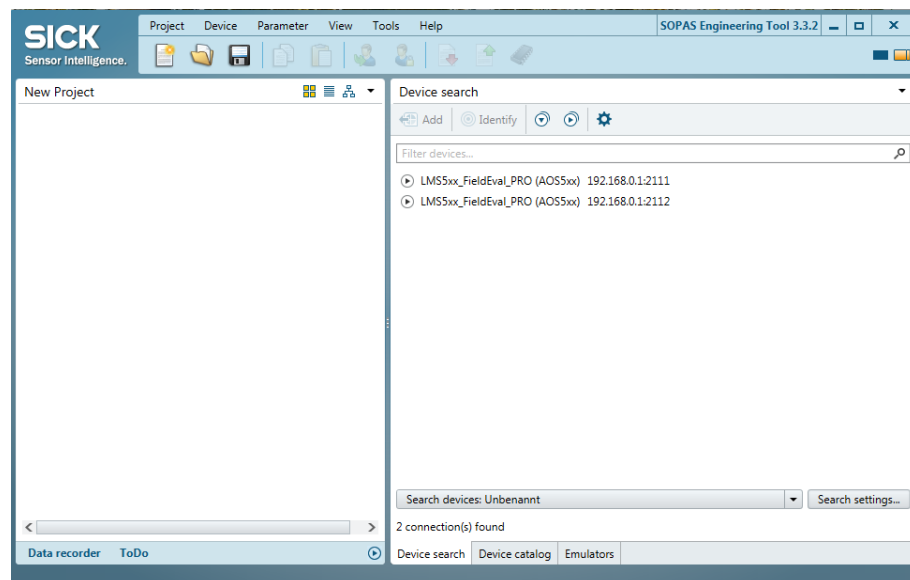 SICK
Sensor Intelligence.
Project Device Parameter View Tools Help
SOPAS Engineering Tool 3.3.2
New Project
Device search
Add Identify
Filter devices...
LMS5xx_FieldEval_PRO (AOS5xx) 192.168.0.1:2111
LMS5xx_FieldEval_PRO (AOS5xx) 192.168.0.1:2112
Search devices: Unbenannt
Search settings...
2 connection(s) found
Data recorder ToDo
Device search Device catalog Emulators